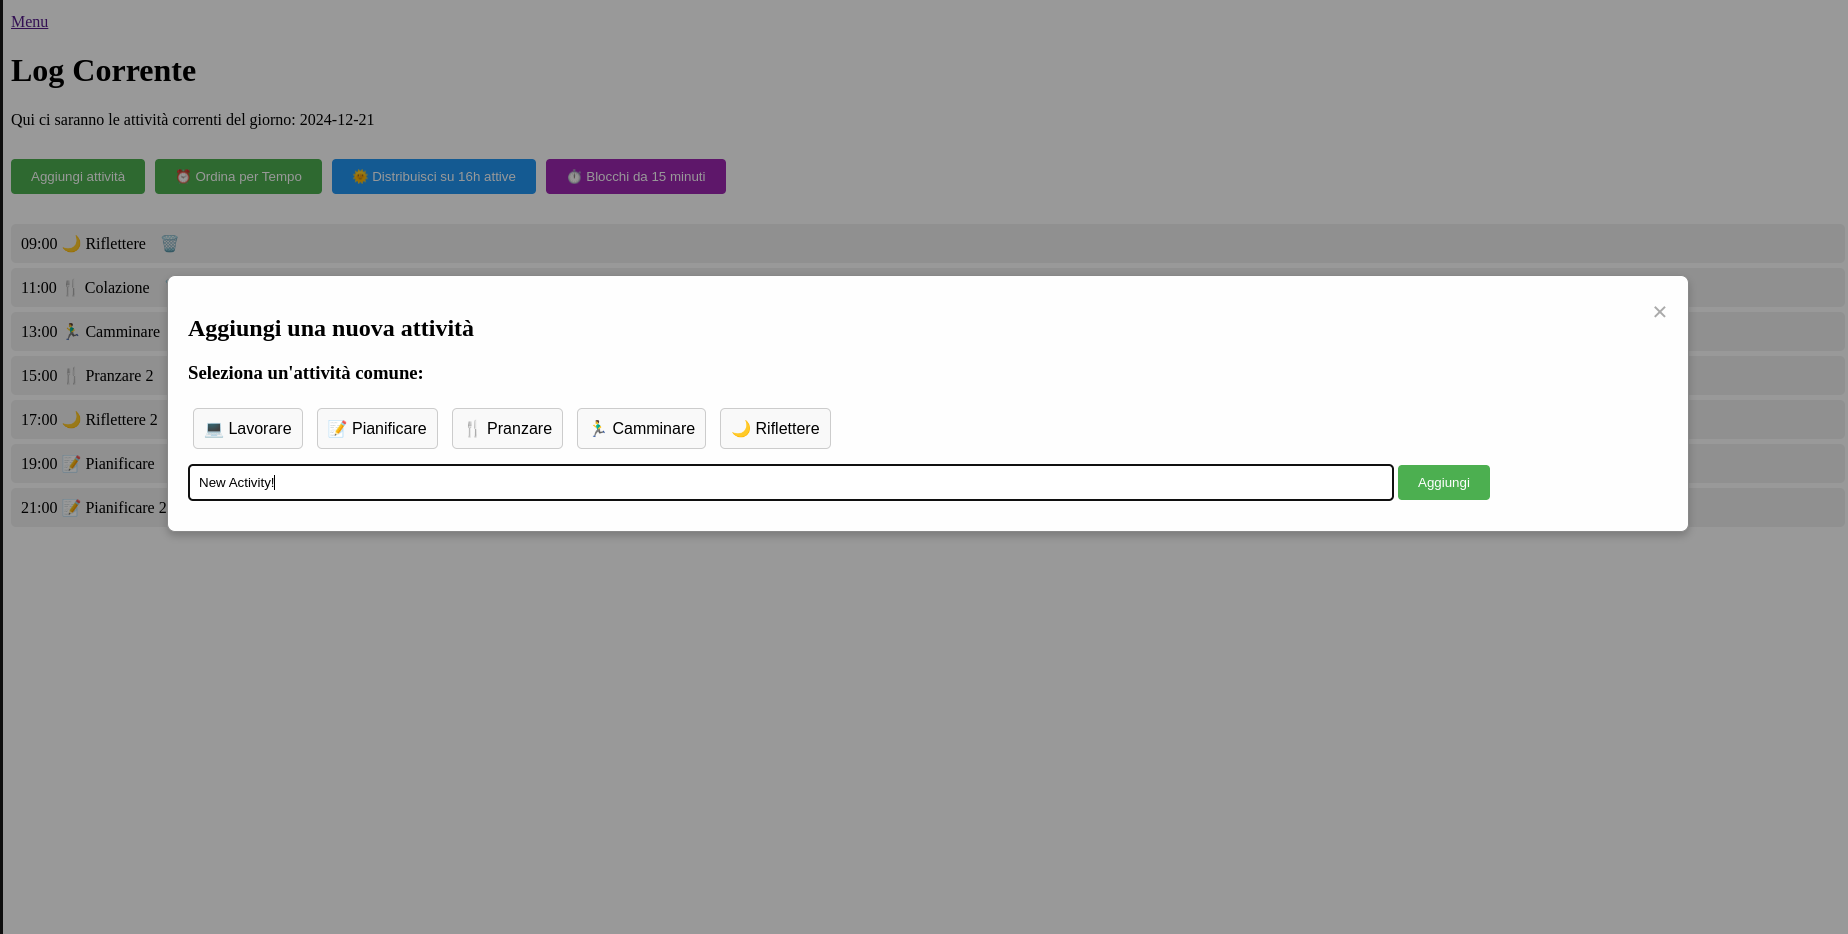 Menu
Log Corrente
Qui ci saranno le attività correnti del giorno: 2024-12-21
Aggiungi attività
⏰ Ordina per Tempo
🌞 Distribuisci su 16h attive
⏱️ Blocchi da 15 minuti
09:00 🌙 Riflettere 🗑️
11:00 🍴 Colazione
13:00 🏃‍♂️ Camminare
15:00 🍴 Pranzare 2
17:00 🌙 Riflettere 2
19:00 📝 Pianificare
21:00 📝 Pianificare 2
×
Aggiungi una nuova attività
Seleziona un'attività comune:
💻 Lavorare
📝 Pianificare
🍴 Pranzare
🏃‍♂️ Camminare
🌙 Riflettere
New Activity!
Aggiungi